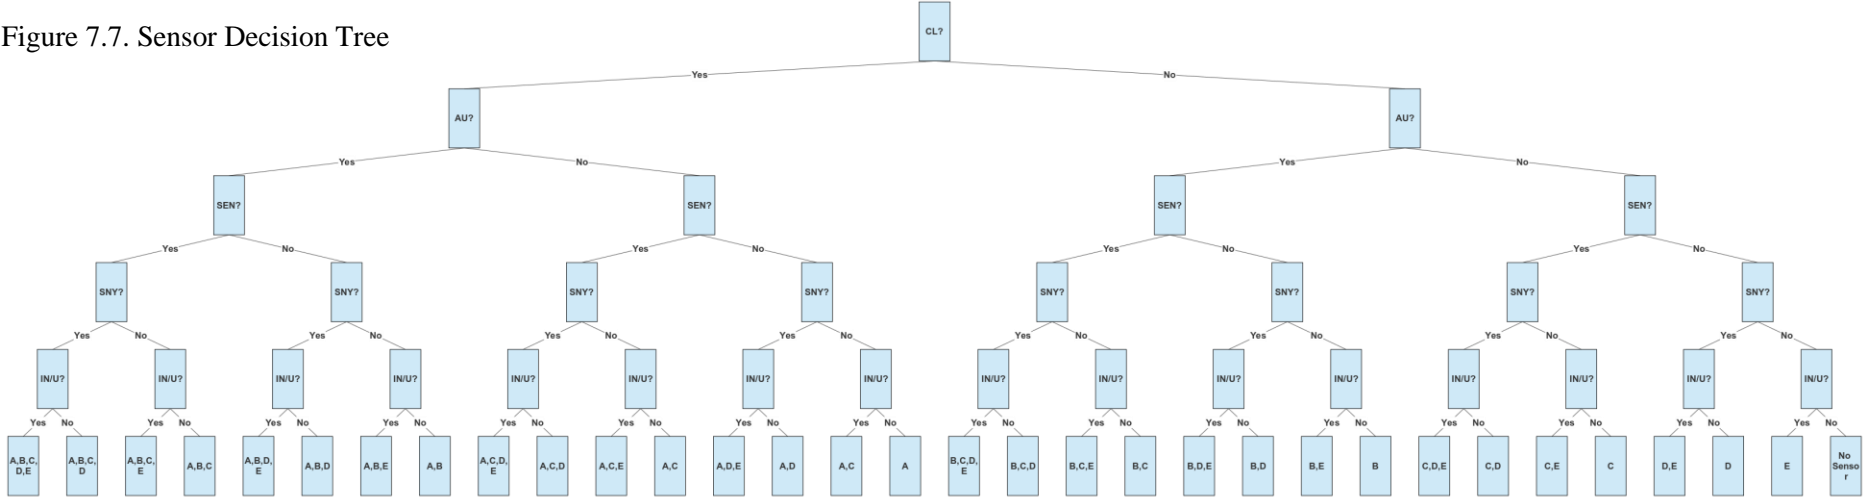 CL?
Figure 7.7. Sensor Decision Tree
Yes No
AU? AU?
Yes No Yes No
SEN? SEN? SEN? SEN?
Yes No Yes No Yes No Yes No
SNY? SNY? SNY? SNY? SNY? SNY? SNY? SNY?
Yes No Yes No Yes No Yes No Yes No Yes No Yes No Yes No
IN/U? IN/U? IN/U? IN/U? IN/U? IN/U? IN/U? IN/U? IN/U? IN/U? IN/U? IN/U? IN/U? IN/U? IN/U? IN/U?
Yes No Yes No Yes No Yes No Yes No Yes No Yes No Yes No Yes No Yes No Yes No Yes No Yes No Yes No Yes No Yes No
A,B,C,
D,E
A,B,C,
D
A,B,C,
E
A,B,C
A,B,D,
E
A,B,D
A,B,E
A,B
A,C,D,
E
A,C,D
A,C,E
A,C
A,D,E
A,D
A,C
A
B,C,D,
E
B,C,D
B,C,E
B,C
B,D,E
B,D
B,E
B
C,D,E
C,D
C,E
C
D,E
D
E
No
Senso
r